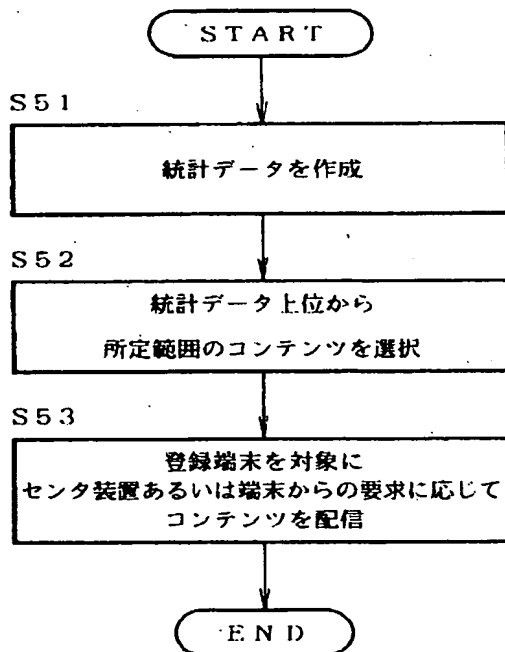 START
S51
統計データを作成
S52
統計データ上位から
所定範囲のコンテンツを選択
S53
登録端末を対象に
センタ装置あるいは端末からの要求に応じて
コンテンツを配信
END